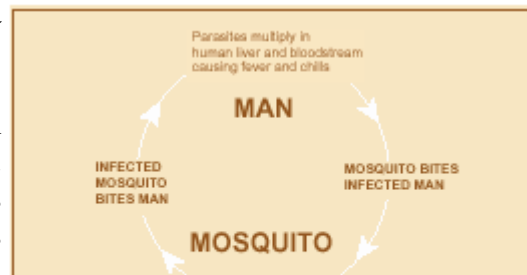 Parasites multiply in
human liver and bloodstream
causing fever and chills
MAN
INFECTED
MOSQUITO
BITES MAN
MOSQUITO BITES
INFECTED MAN
MOSQUITO